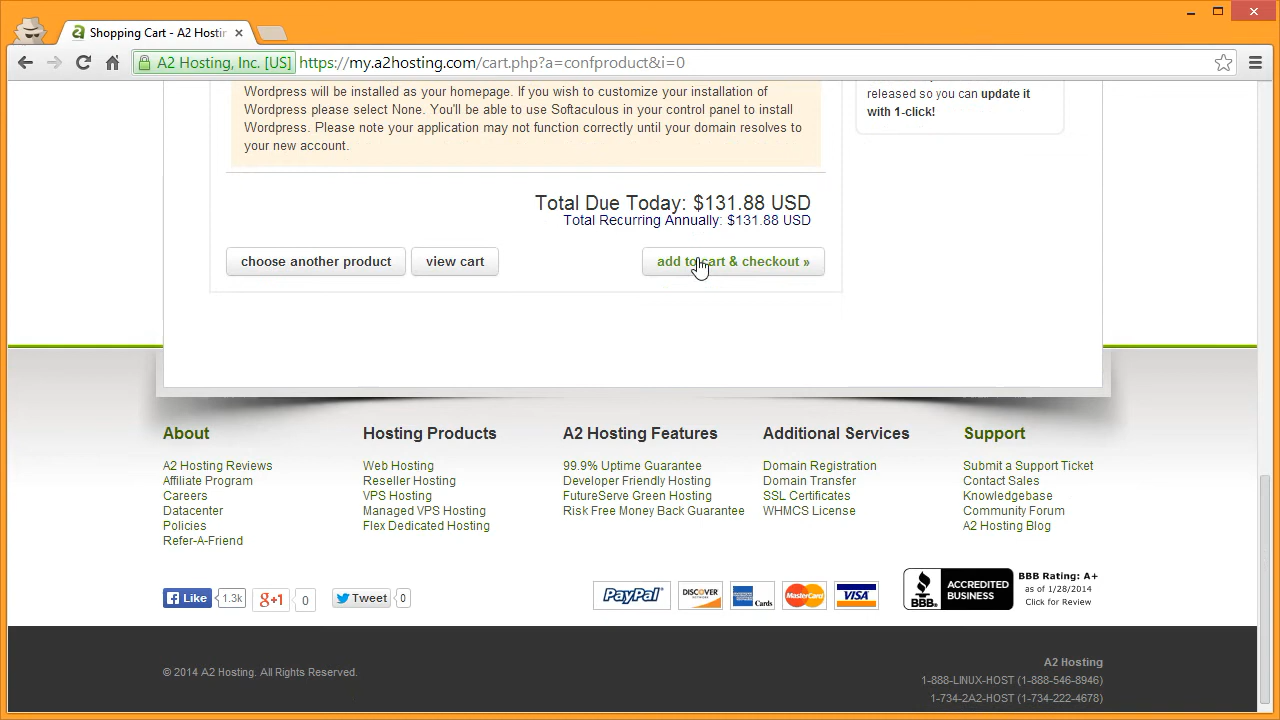 Shopping Cart - A2 Hostin
A2 Hosting, Inc. [US] https://my.a2hosting.com/cart.php?a=confproduct&i=0
Wordpress will be installed as your homepage. If you wish to customize your installation of
Wordpress please select None. You'll be able to use Softaculous in your control panel to install
Wordpress. Please note your application may not function correctly until your domain resolves to
your new account.
released so you can update it
with 1-click!
Total Due Today: $131.88 USD
Total Recurring Annually: $131.88 USD
choose another product
view cart
add to cart & checkout »
About
A2 Hosting Reviews
Affiliate Program
Careers
Datacenter
Policies
Refer-A-Friend
Hosting Products
Web Hosting
Reseller Hosting
VPS Hosting
Managed VPS Hosting
Flex Dedicated Hosting
A2 Hosting Features
99.9% Uptime Guarantee
Developer Friendly Hosting
FutureServe Green Hosting
Risk Free Money Back Guarantee
Additional Services
Domain Registration
Domain Transfer
SSL Certificates
WHMCS License
Support
Submit a Support Ticket
Contact Sales
Knowledgebase
Community Forum
A2 Hosting Blog
Like 1.3k
g+1 0
Tweet 0
PayPal
DISCOVER
Cards
MasterCard
VISA
BBB.
ACCREDITED
BUSINESS
BBB Rating: A+
as of 1/28/2014
Click for Review
© 2014 A2 Hosting. All Rights Reserved.
A2 Hosting
1-888-LINUX-HOST (1-888-546-8946)
1-734-2A2-HOST (1-734-222-4678)